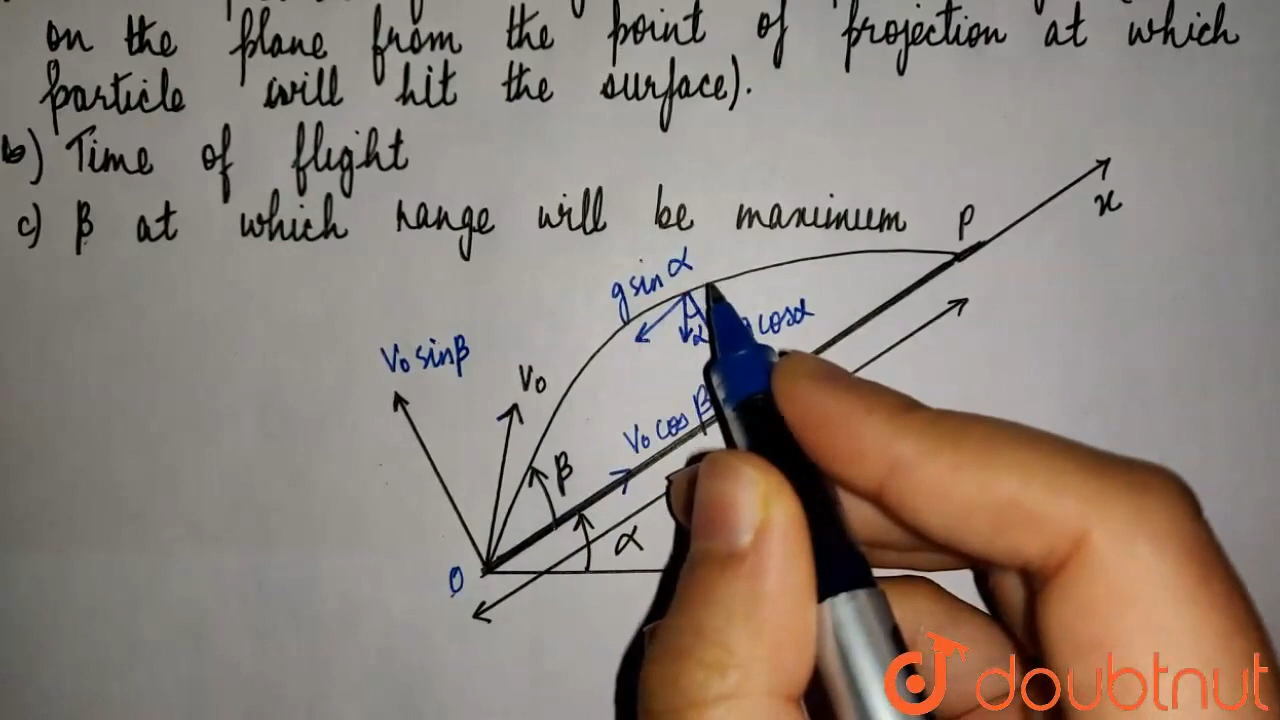 on the plane from the point of projection at which
particle will hit the surface).
b) Time of flight
c) β at which range will be maximum
P
x
g sin α
α
cosα
V₀ sinβ
V₀
V₀ cos β
β
α
O
doubtnut